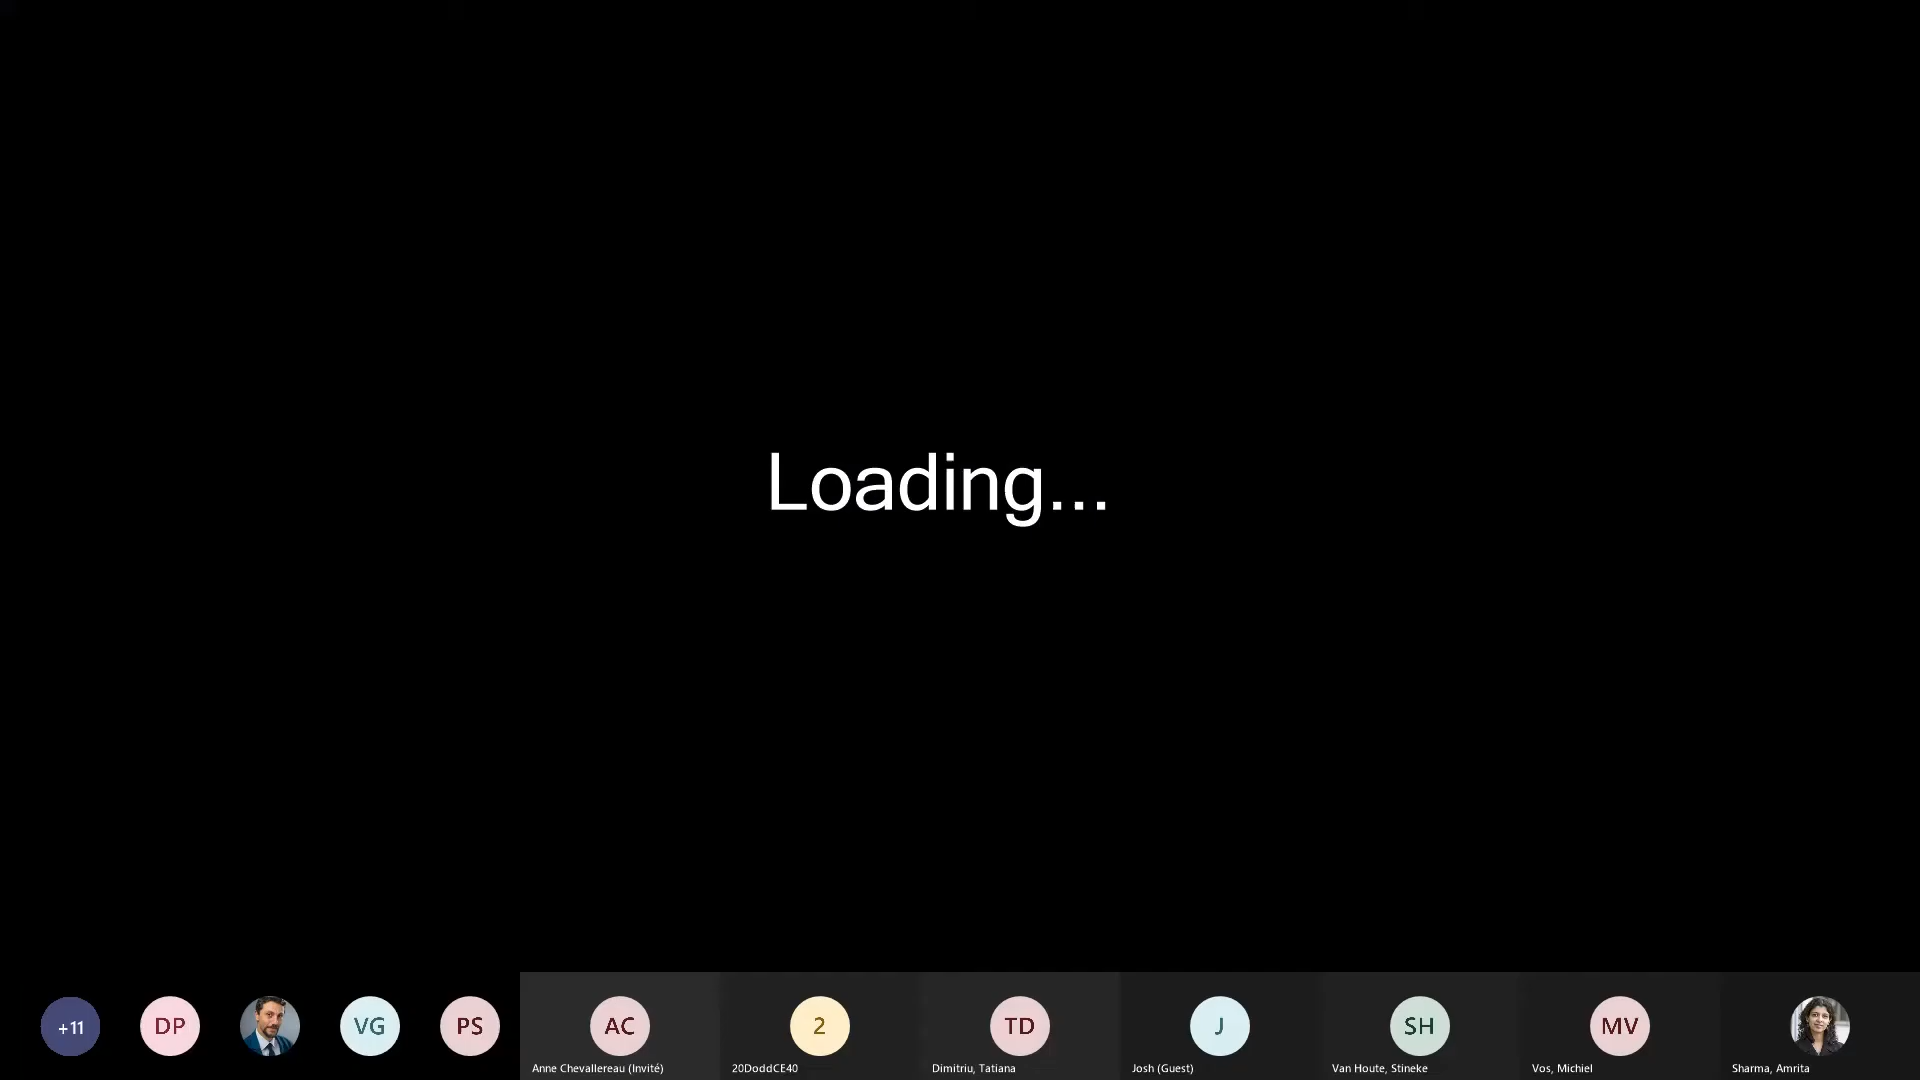 Loading...
+11
DP
VG
PS
AC
2
TD
J
SH
MV
Anne Chevallereau (Invité)
20DoddCE40
Dimitriu, Tatiana
Josh (Guest)
Van Houte, Stineke
Vos, Michiel
Sharma, Amrita